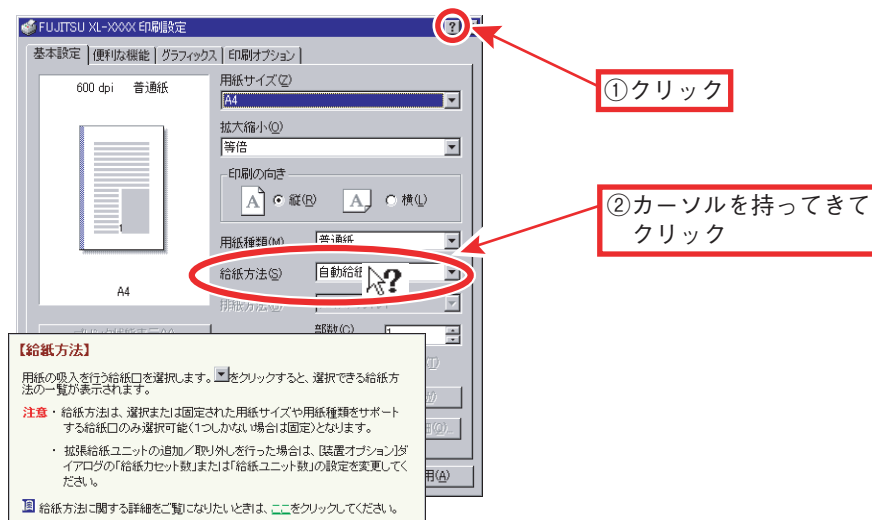 FUJITSU XL-XXXX 印刷設定
?
①クリック
基本設定 便利な機能 グラフィックス 印刷オプション
600 dpi 普通紙
用紙サイズ(Z)
A4
拡大縮小(O)
等倍
印刷の向き
A 縦(R) A 横(L)
②カーソルを持ってきて
クリック
用紙種類(M) 普通紙
給紙方法(S) 自動給紙
?
A4
部数(C) 1
【給紙方法】
用紙の吸入を行う給紙口を選択します。▼をクリックすると、選択できる給紙方
法の一覧が表示されます。
注意・給紙方法は、選択または固定された用紙サイズや用紙種類をサポート
する給紙口のみ選択可能(1つしかない場合は固定)となります。
・拡張給紙ユニットの追加/取り外しを行った場合は、[装置オプション]ダ
イアログの「給紙カセット数」または「給紙ユニット数」の設定を変更してく
ださい。
給紙方法に関する詳細をご覧になりたいときは、ここをクリックしてください。
用(A)